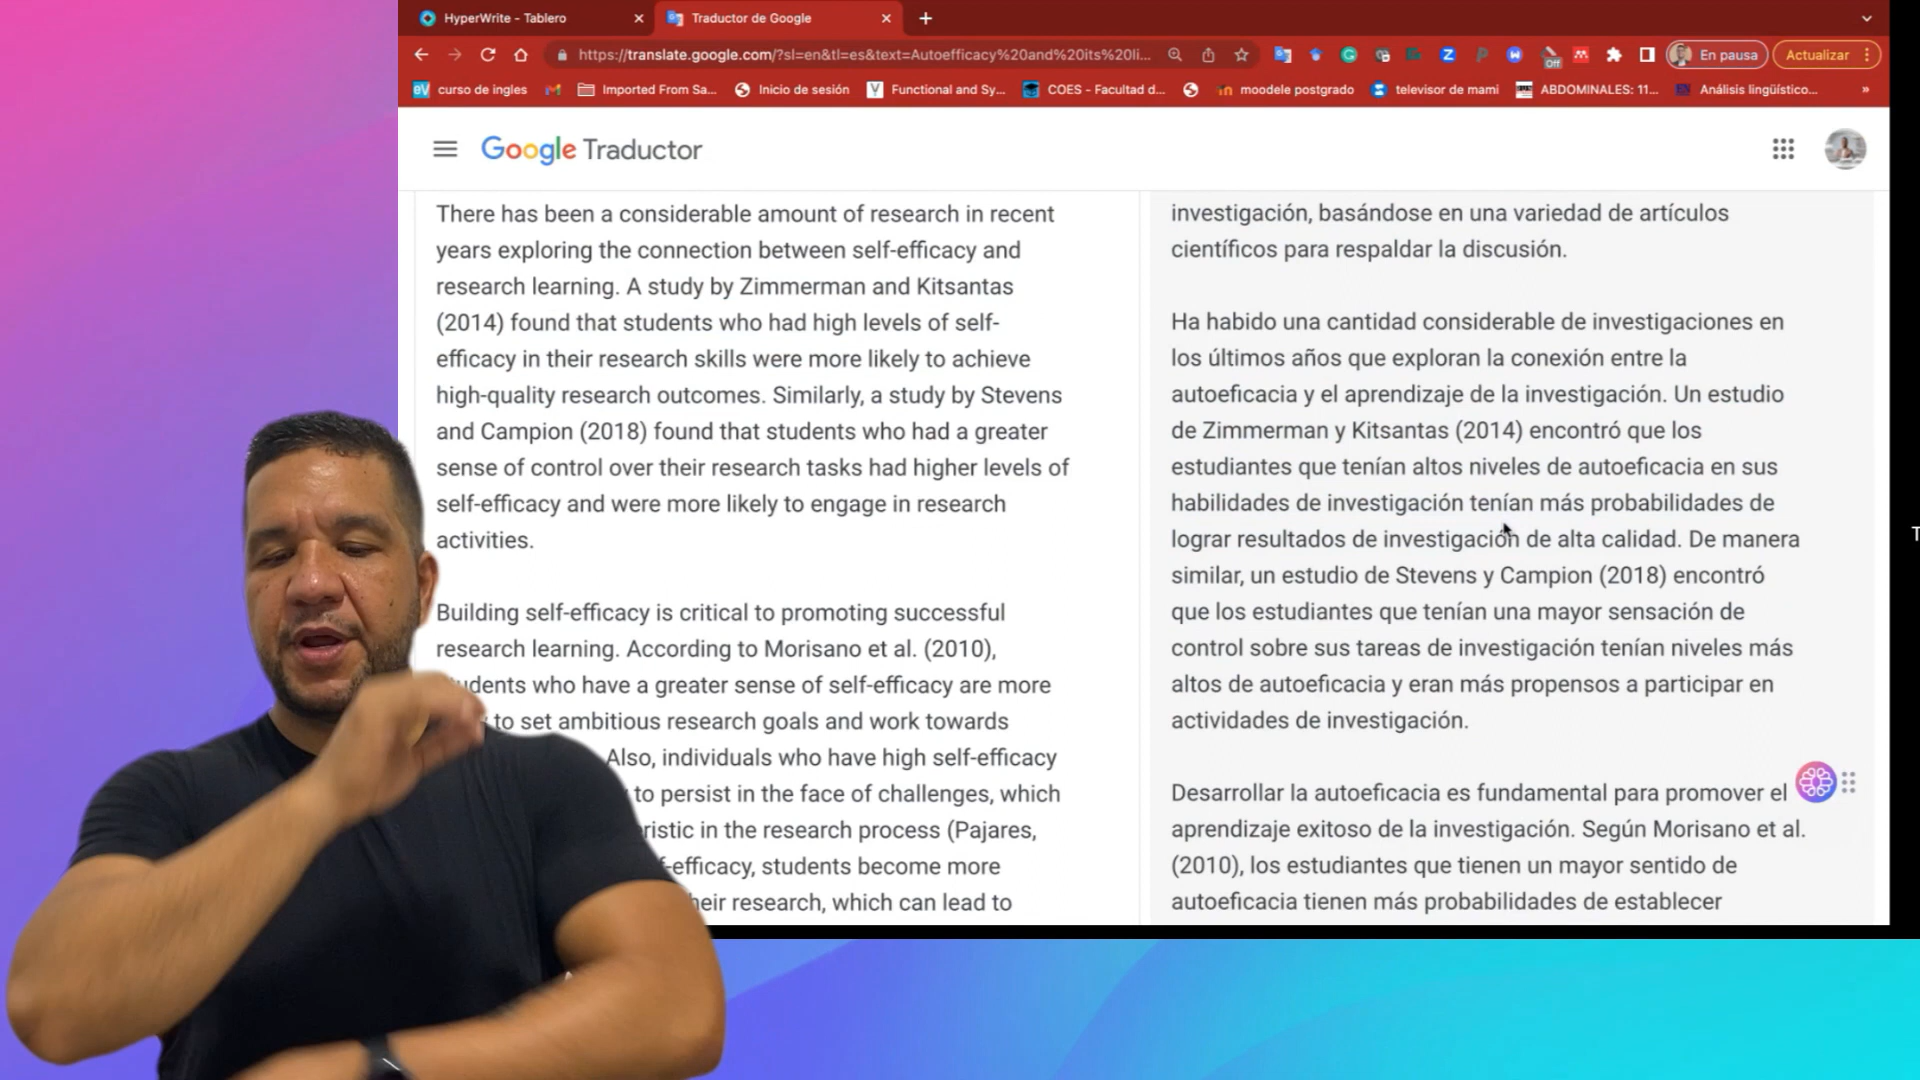 HyperWrite - Tablero
Traductor de Google
https://translate.google.com/?sl=en&tl=es&text=Autoefficacy%20and%20its%20li...
Off
En pausa
Actualizar
curso de ingles
Imported From Sa...
Inicio de sesión
Functional and Sy...
COES - Facultad d...
moodele postgrado
televisor de mami
ABDOMINALES: 11...
Análisis lingüístico...
»
Google Traductor
There has been a considerable amount of research in recent
years exploring the connection between self-efficacy and
research learning. A study by Zimmerman and Kitsantas
(2014) found that students who had high levels of self-
efficacy in their research skills were more likely to achieve
high-quality research outcomes. Similarly, a study by Stevens
and Campion (2018) found that students who had a greater
sense of control over their research tasks had higher levels of
self-efficacy and were more likely to engage in research
activities.
Building self-efficacy is critical to promoting successful
research learning. According to Morisano et al. (2010),
udents who have a greater sense of self-efficacy are more
to set ambitious research goals and work towards
Also, individuals who have high self-efficacy
to persist in the face of challenges, which
ristic in the research process (Pajares,
-efficacy, students become more
heir research, which can lead to
investigación, basándose en una variedad de artículos
científicos para respaldar la discusión.
Ha habido una cantidad considerable de investigaciones en
los últimos años que exploran la conexión entre la
autoeficacia y el aprendizaje de la investigación. Un estudio
de Zimmerman y Kitsantas (2014) encontró que los
estudiantes que tenían altos niveles de autoeficacia en sus
habilidades de investigación tenían más probabilidades de
lograr resultados de investigación de alta calidad. De manera
similar, un estudio de Stevens y Campion (2018) encontró
que los estudiantes que tenían una mayor sensación de
control sobre sus tareas de investigación tenían niveles más
altos de autoeficacia y eran más propensos a participar en
actividades de investigación.
Desarrollar la autoeficacia es fundamental para promover el
aprendizaje exitoso de la investigación. Según Morisano et al.
(2010), los estudiantes que tienen un mayor sentido de
autoeficacia tienen más probabilidades de establecer
T